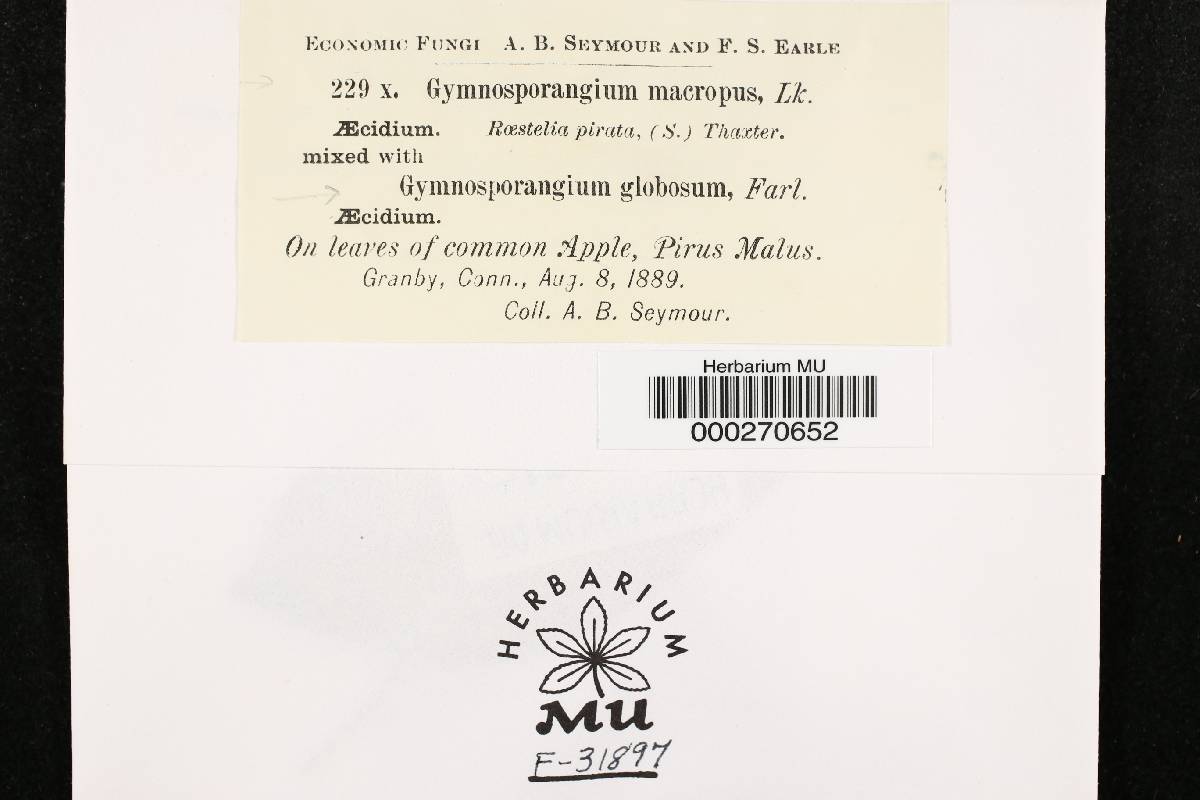 Economic Fungi A. B. Seymour and F. S. Earle
229 x. Gymnosporangium macropus, Lk.
Æcidium. Rœstelia pirata, (S.) Thaxter.
mixed with
Gymnosporangium globosum, Farl.
Æcidium.
On leaves of common Apple, Pirus Malus.
Granby, Conn., Aug. 8, 1889.
Coll. A. B. Seymour.
Herbarium MU
000270652
HERBARIUM
MU
F-31897